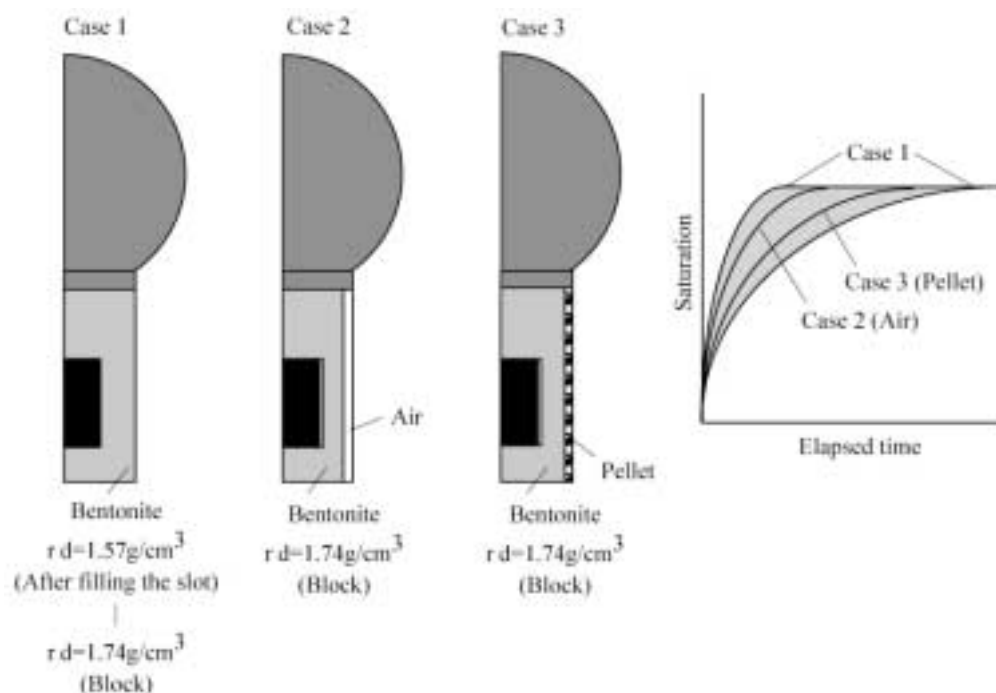 Case 1
Bentonite
r d=1.57g/cm3
(After filling the slot)
r d=1.74g/cm3
(Block)
Case 2
Air
Bentonite
r d=1.74g/cm3
(Block)
Case 3
Pellet
Bentonite
r d=1.74g/cm3
(Block)
Saturation
Case 1
Case 3 (Pellet)
Case 2 (Air)
Elapsed time